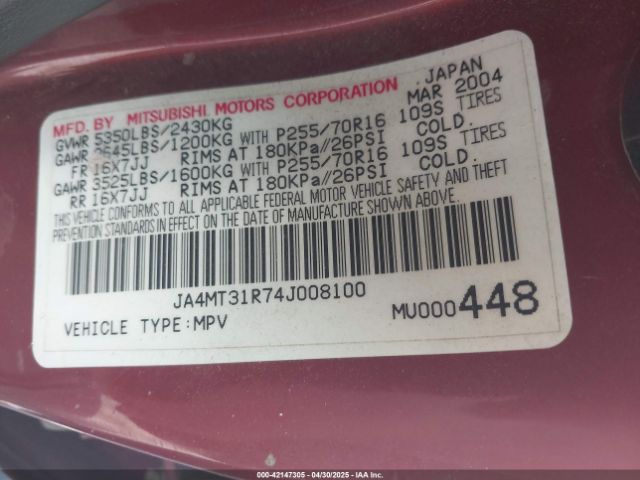 MFD. BY MITSUBISHI MOTORS CORPORATION JAPAN
GVWR 5350LBS/2430KG MAR 2004
GAWR 2645LBS/1200KG WITH P255/70R16 109S TIRES
FR 16X7JJ RIMS AT 180KPa//26PSI COLD.
GAWR 3525LBS/1600KG WITH P255/70R16 109S TIRES
RR 16X7JJ RIMS AT 180KPa//26PSI COLD.
THIS VEHICLE CONFORMS TO ALL APPLICABLE FEDERAL MOTOR VEHICLE SAFETY AND THEFT
PREVENTION STANDARDS IN EFFECT ON THE DATE OF MANUFACTURE SHOWN ABOVE.
JA4MT31R74J008100
VEHICLE TYPE:MPV MU000448
000-42147305 - 04/30/2025 - IAA, Inc.